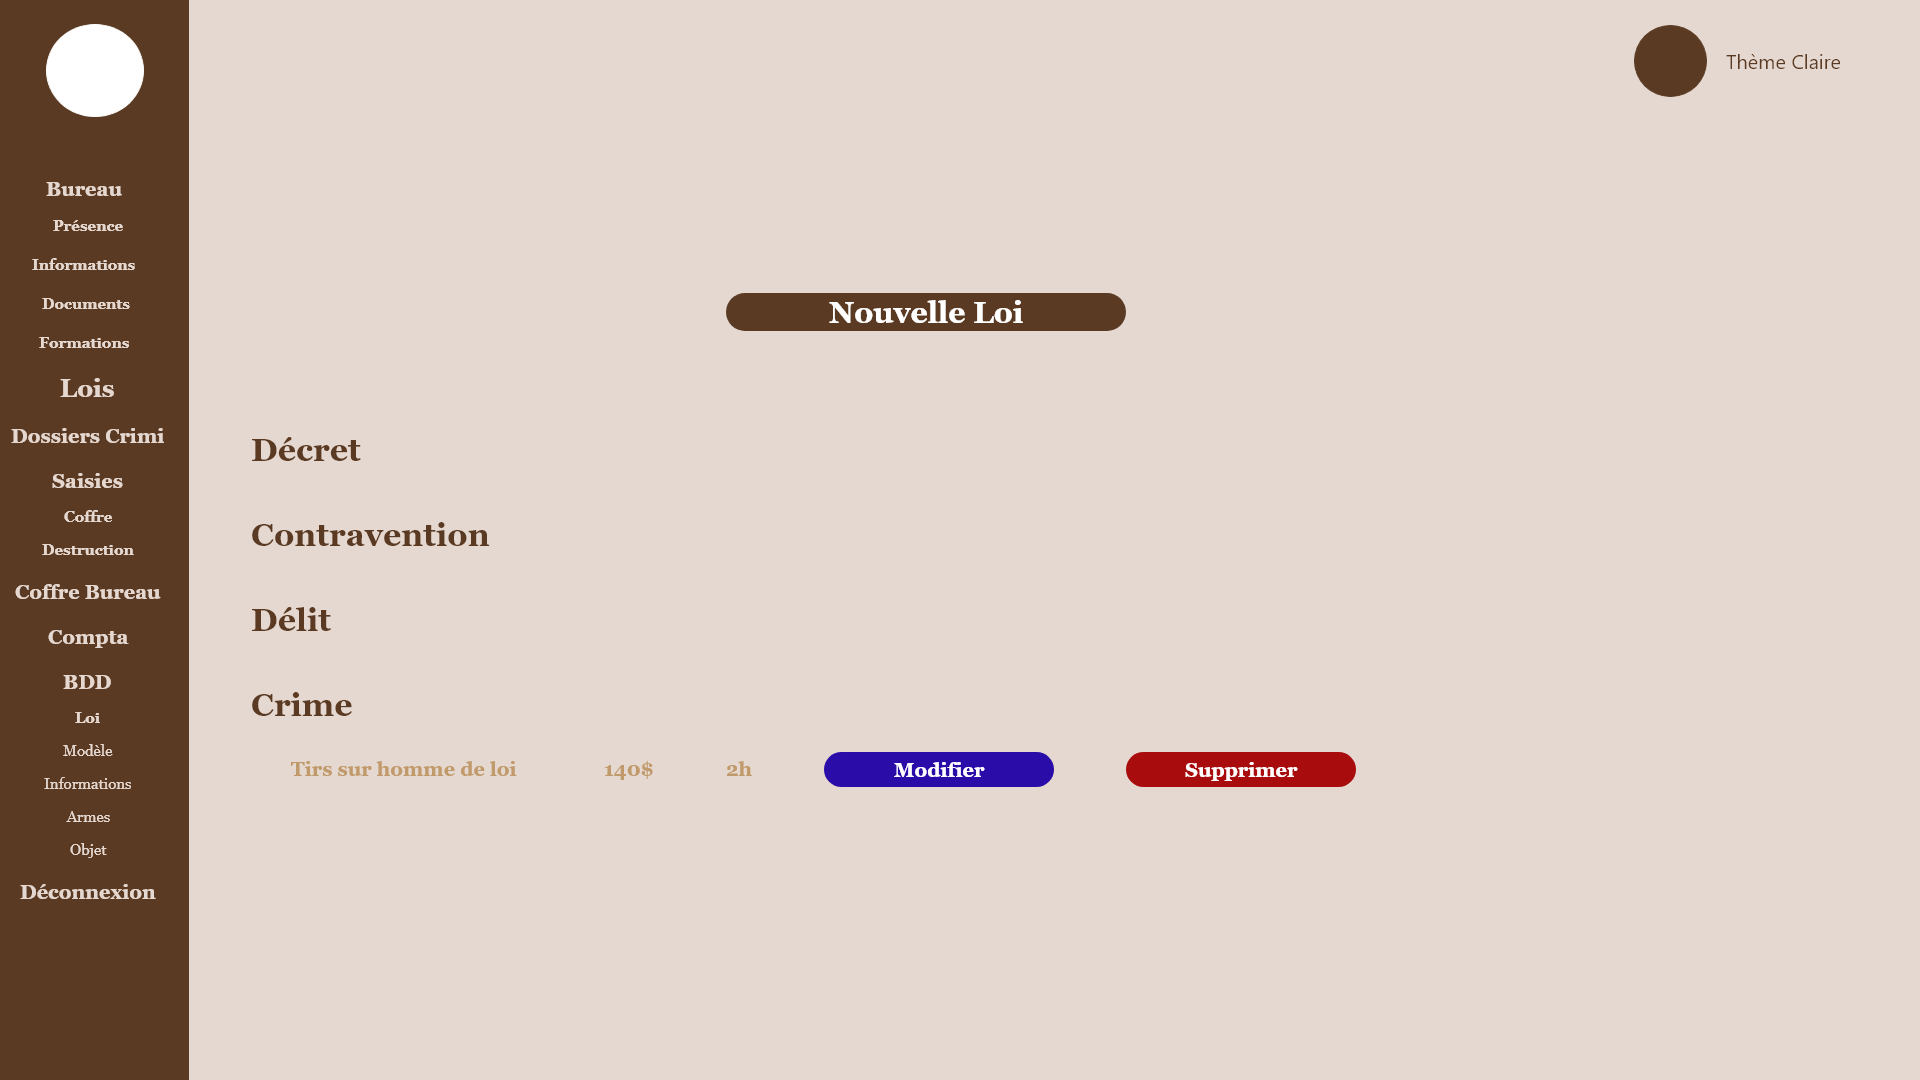 Bureau
Présence
Informations
Documents
Formations
Lois
Dossiers Crimi
Saisies
Coffre
Destruction
Coffre Bureau
Compta
BDD
Loi
Modèle
Informations
Armes
Objet
Déconnexion
Thème Claire
Nouvelle Loi
Décret
Contravention
Délit
Crime
Tirs sur homme de loi 140$ 2h Modifier Supprimer